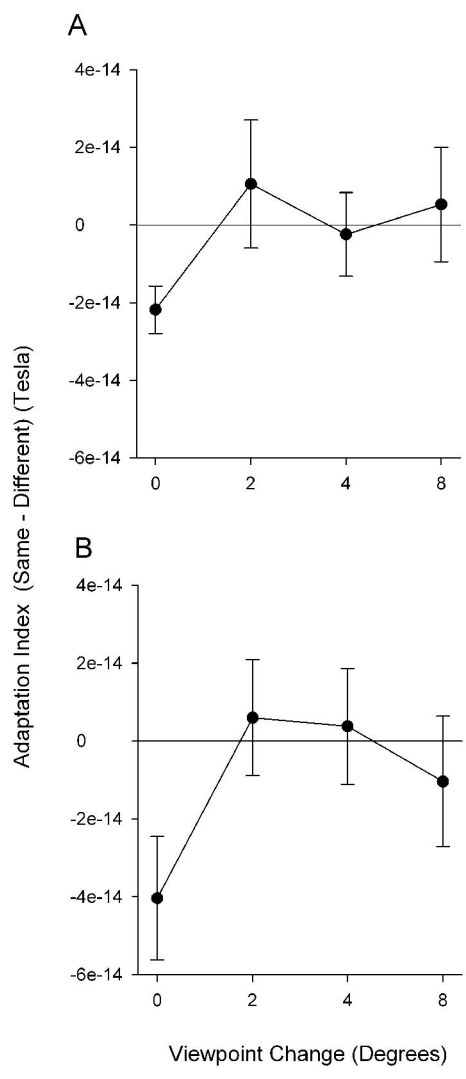 A
4e-14
2e-14
0
-2e-14
-4e-14
-6e-14
0 2 4 8
Adaptation Index (Same - Different) (Tesla)
B
4e-14
2e-14
0
-2e-14
-4e-14
-6e-14
0 2 4 8
Viewpoint Change (Degrees)